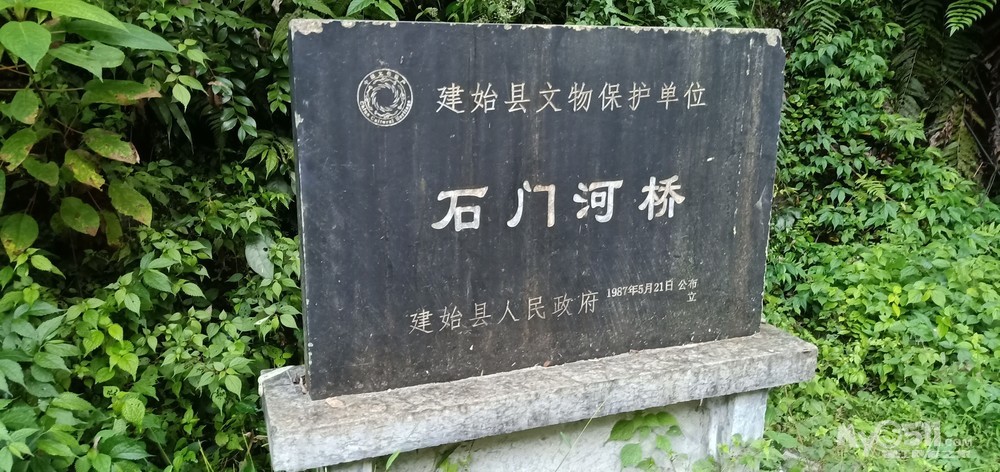 建始县文物保护单位
石门河桥
建始县人民政府 1987年5月21日 公布
立